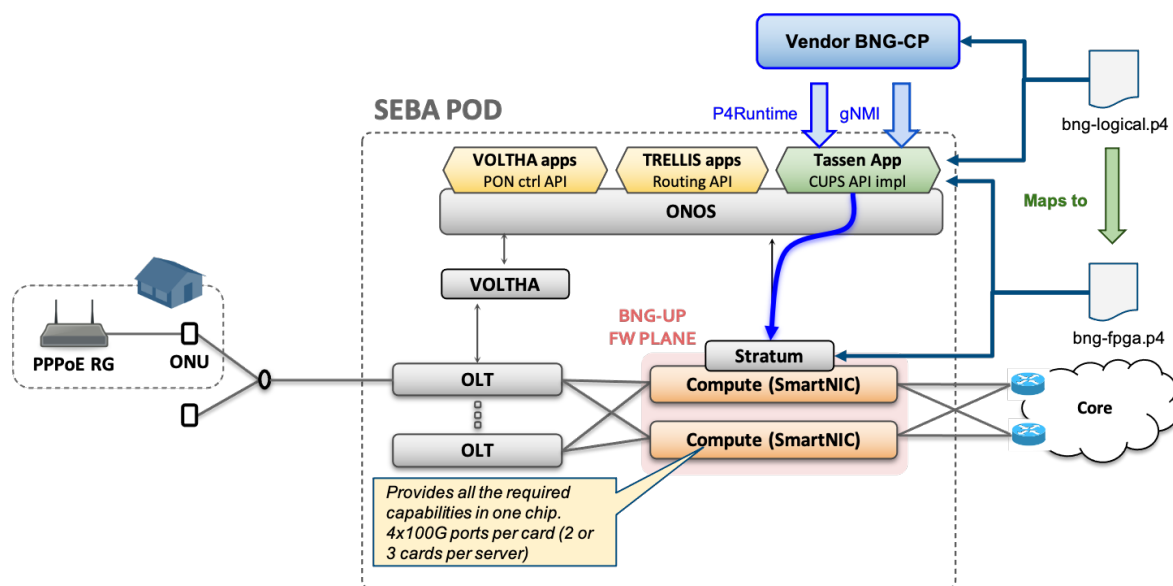 Vendor BNG-CP
SEBA POD
P4Runtime
gNMI
bng-logical.p4
VOLTHA apps
PON ctrl API
TRELLIS apps
Routing API
Tassen App
CUPS API impl
ONOS
Maps to
VOLTHA
BNG-UP
FW PLANE
PPPoE RG
ONU
Stratum
bng-fpga.p4
OLT
Compute (SmartNIC)
Core
OLT
Compute (SmartNIC)
Provides all the required
capabilities in one chip.
4x100G ports per card (2 or
3 cards per server)